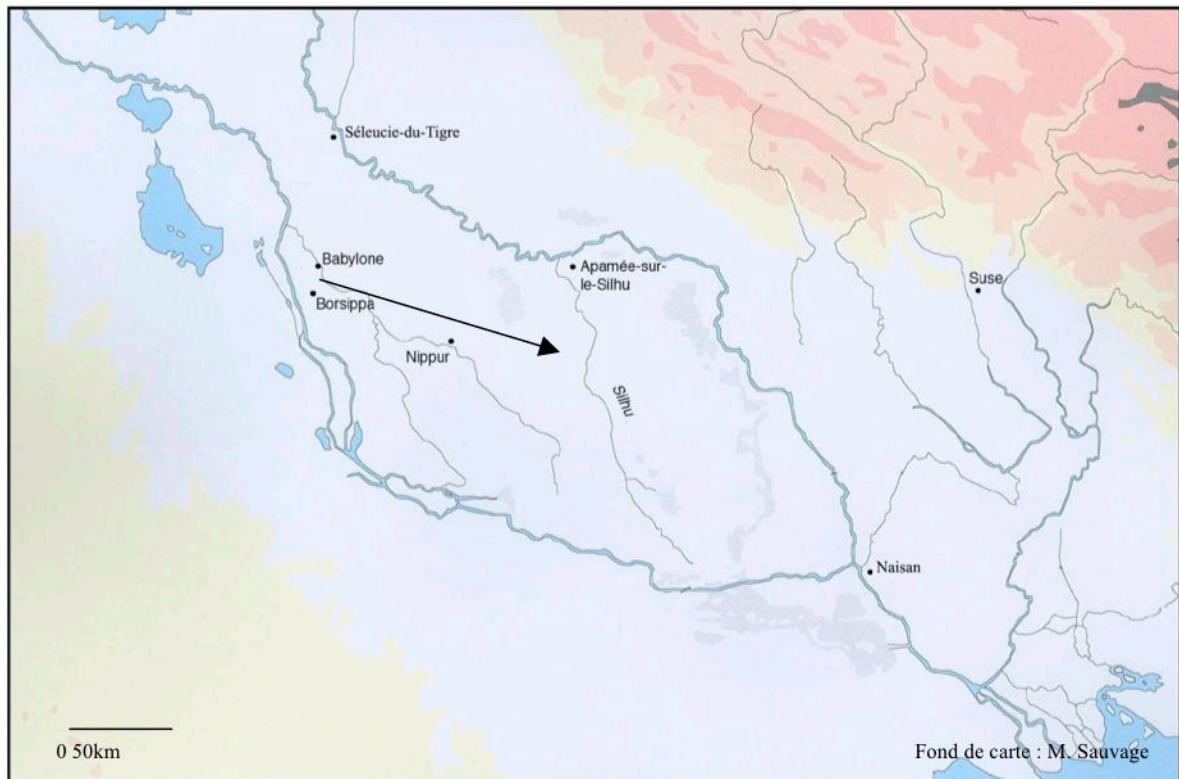 Séleucie-du-Tigre
Babylone
Borsippa
Apamée-sur-
le-Silhu
Suse
Nippur
Silhu
Naisan
0 50km
Fond de carte : M. Sauvage